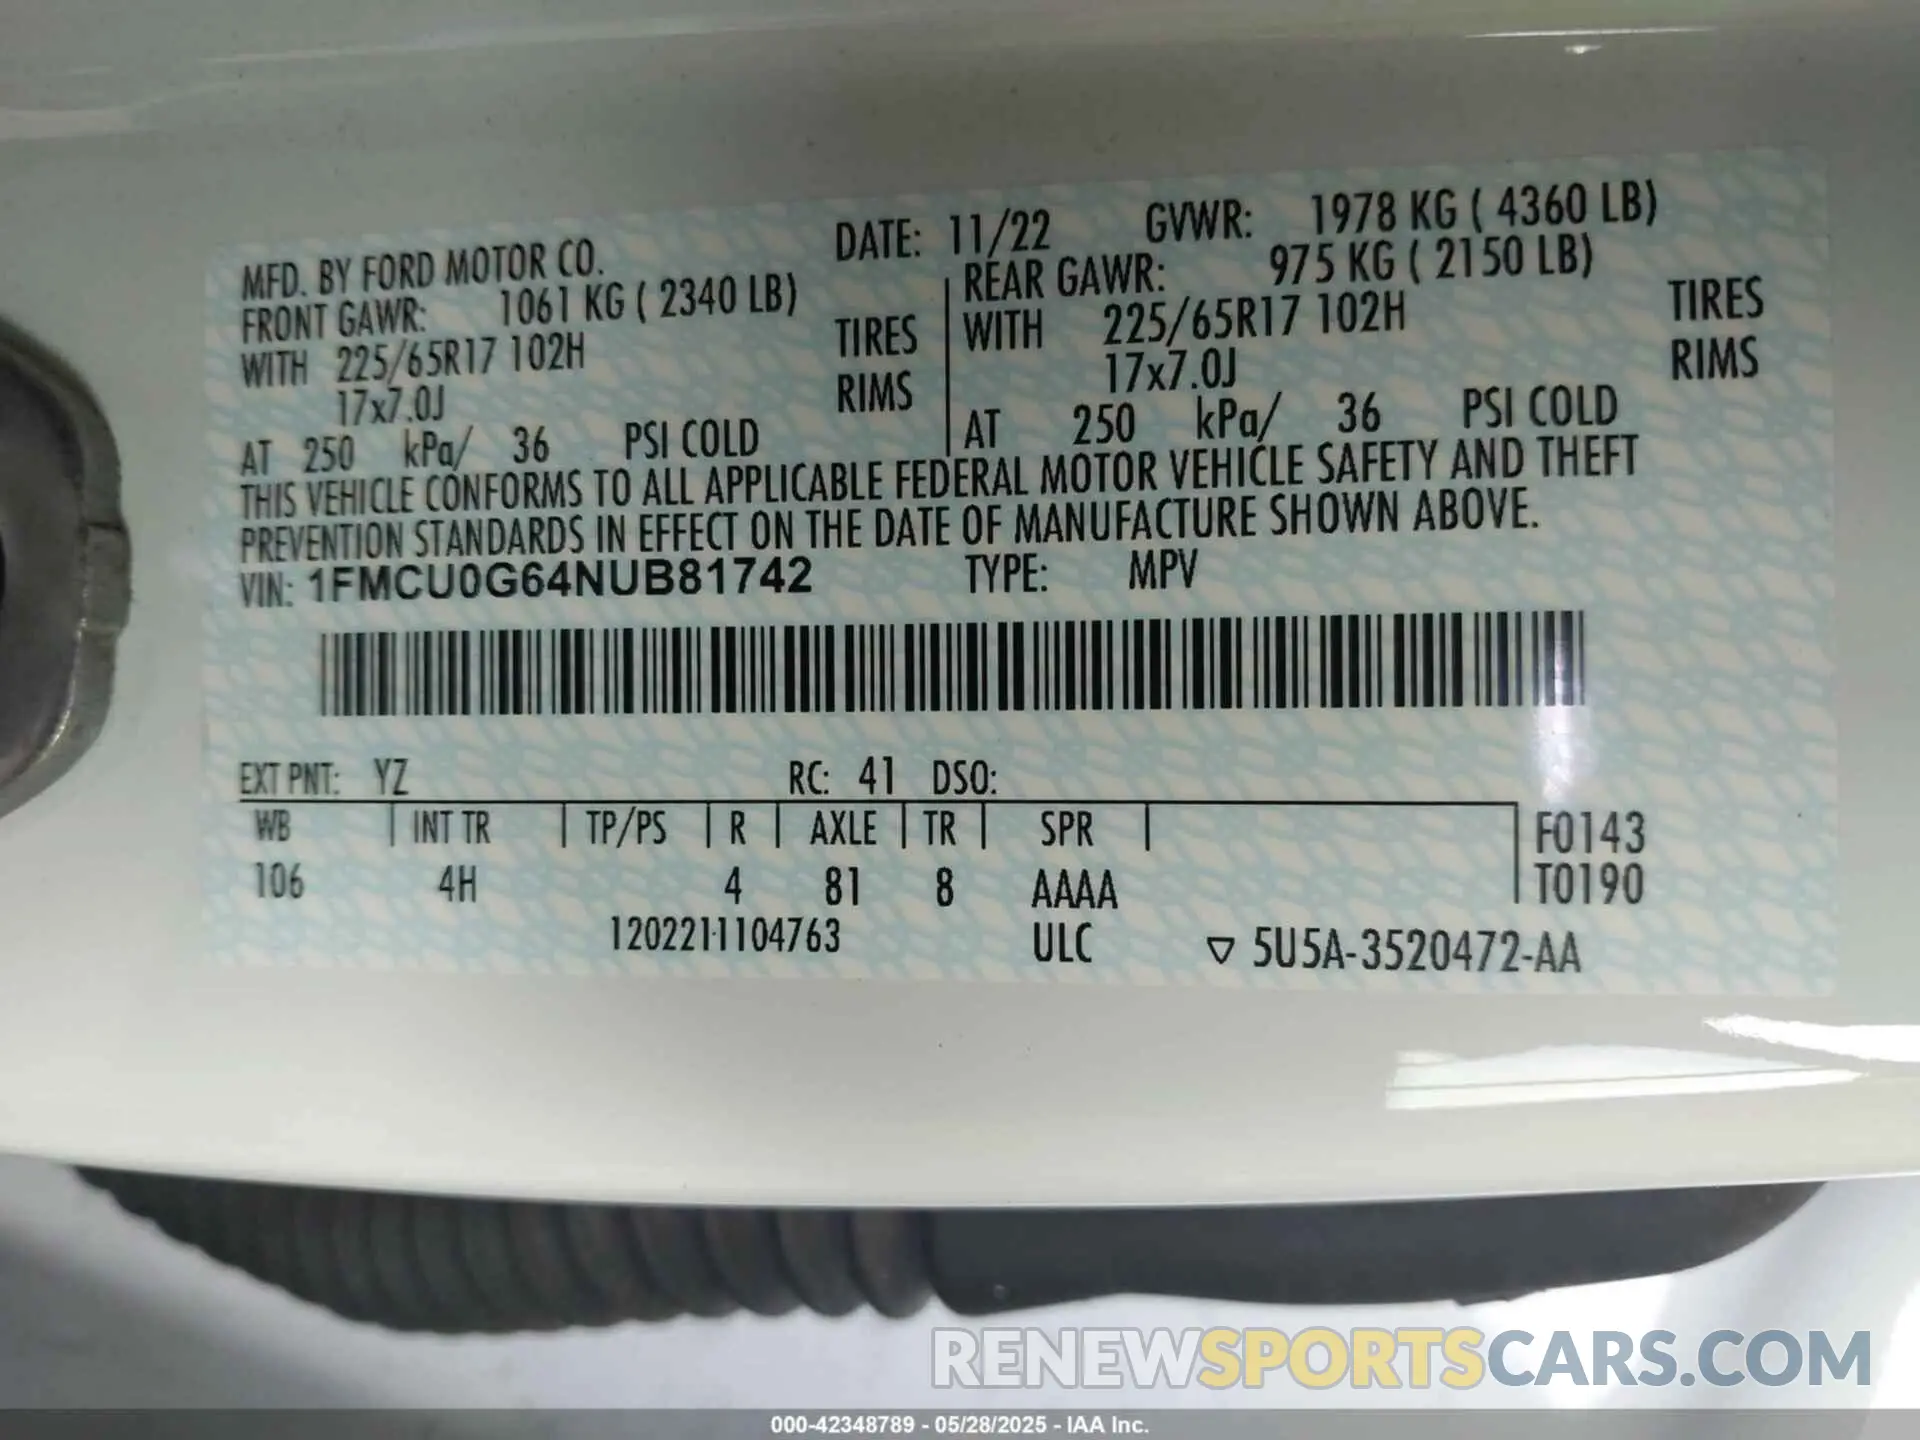 MFD. BY FORD MOTOR CO. DATE: 11/22 GVWR: 1978 KG ( 4360 LB)
FRONT GAWR: 1061 KG ( 2340 LB) REAR GAWR: 975 KG ( 2150 LB)
WITH 225/65R17 102H TIRES WITH 225/65R17 102H TIRES
17x7.0J RIMS 17x7.0J RIMS
AT 250 kPa/ 36 PSI COLD AT 250 kPa/ 36 PSI COLD
THIS VEHICLE CONFORMS TO ALL APPLICABLE FEDERAL MOTOR VEHICLE SAFETY AND THEFT
PREVENTION STANDARDS IN EFFECT ON THE DATE OF MANUFACTURE SHOWN ABOVE.
VIN: 1FMCU0G64NUB81742 TYPE: MPV
EXT PNT: YZ RC: 41 DSO:
WB INT TR TP/PS R AXLE TR SPR F0143
106 4H 4 81 8 AAAA T0190
1202211104763 ULC ▽ 5U5A-3520472-AA
RENEWSPORTSCARS.COM
000-42348789 - 05/28/2025 - IAA Inc.